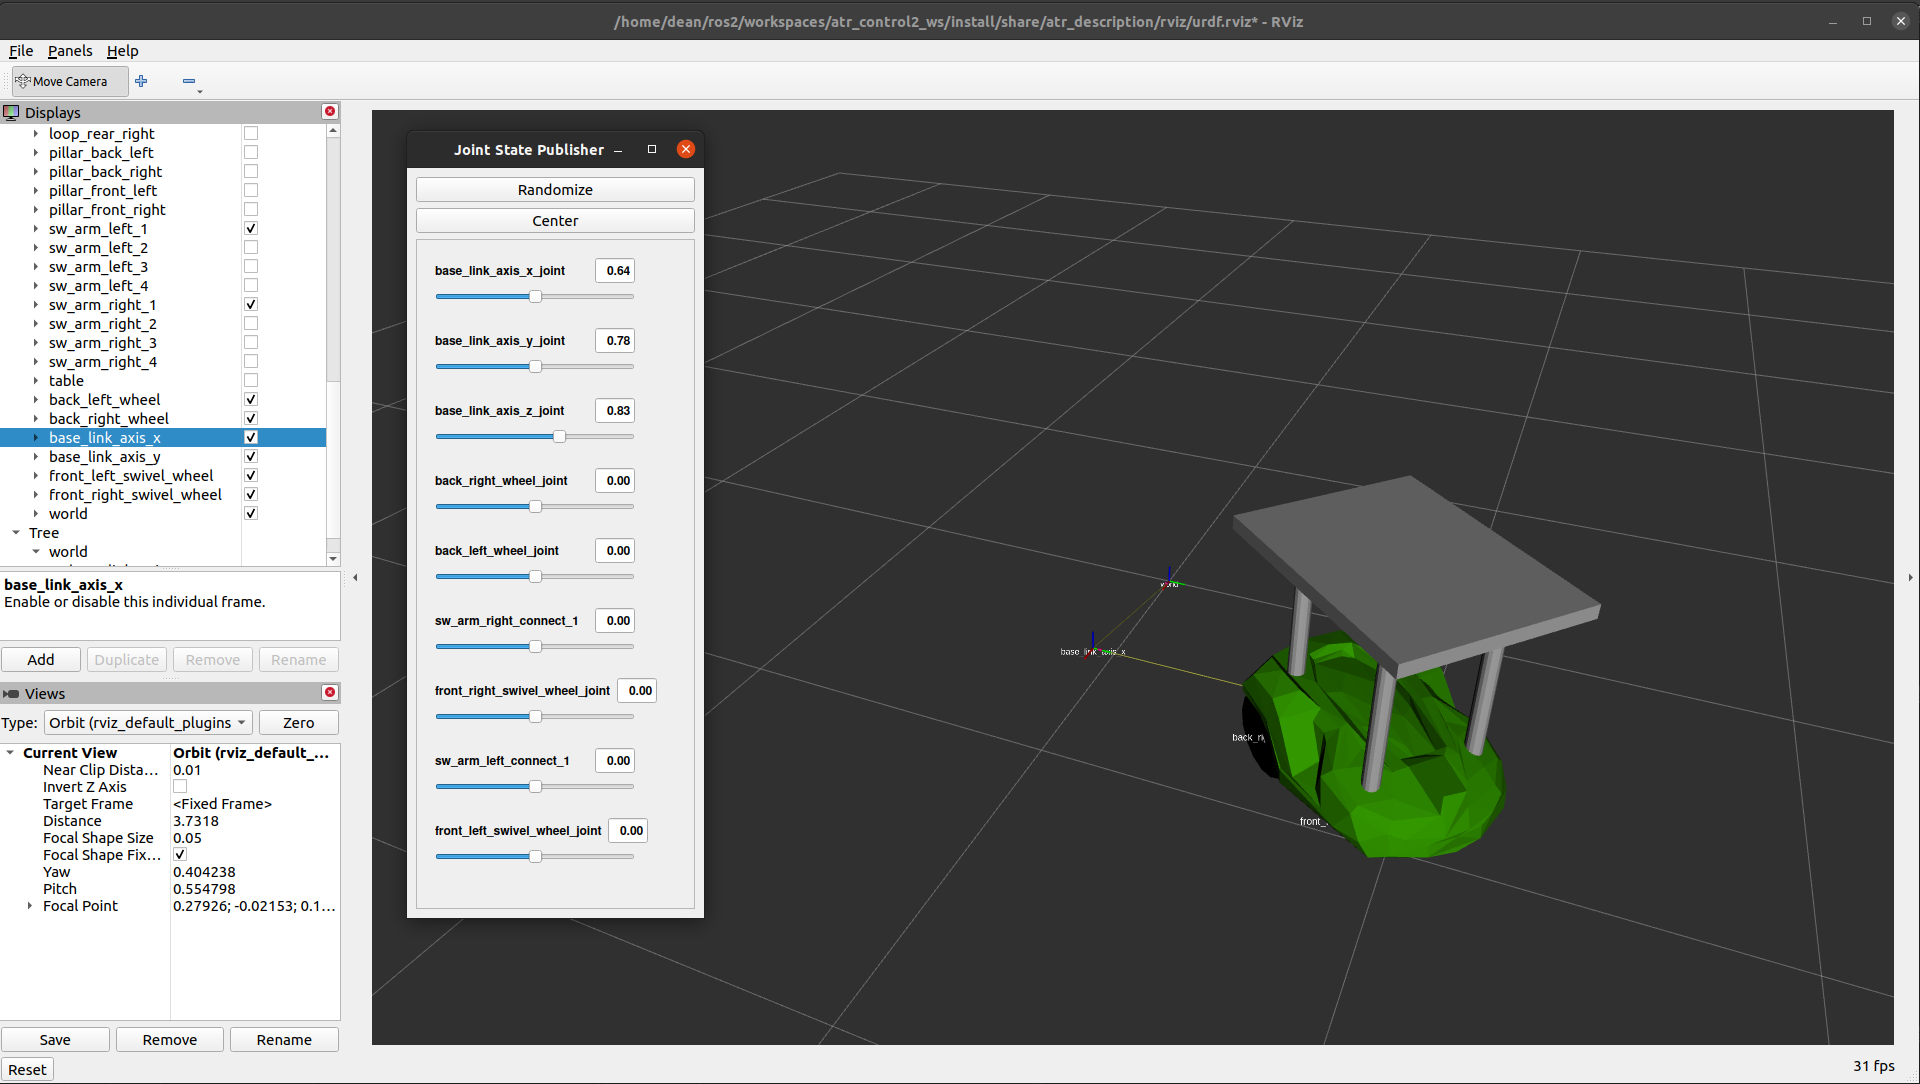 /home/dean/ros2/workspaces/atr_control2_ws/install/share/atr_description/rviz/urdf.rviz* - RViz
File Panels Help
Move Camera
Displays
loop_rear_right
pillar_back_left
pillar_back_right
pillar_front_left
pillar_front_right
sw_arm_left_1
sw_arm_left_2
sw_arm_left_3
sw_arm_left_4
sw_arm_right_1
sw_arm_right_2
sw_arm_right_3
sw_arm_right_4
table
back_left_wheel
back_right_wheel
base_link_axis_x
base_link_axis_y
front_left_swivel_wheel
front_right_swivel_wheel
world
Tree
world
base_link_axis_x
Enable or disable this individual frame.
Add Duplicate Remove Rename
Views
Type: Orbit (rviz_default_plugins Zero
Current View Orbit (rviz_default_...
Near Clip Dista... 0.01
Invert Z Axis
Target Frame <Fixed Frame>
Distance 3.7318
Focal Shape Size 0.05
Focal Shape Fix...
Yaw 0.404238
Pitch 0.554798
Focal Point 0.27926; -0.02153; 0.1...
Save Remove Rename
Reset
Joint State Publisher
Randomize
Center
base_link_axis_x_joint 0.64
base_link_axis_y_joint 0.78
base_link_axis_z_joint 0.83
back_right_wheel_joint 0.00
back_left_wheel_joint 0.00
sw_arm_right_connect_1 0.00
front_right_swivel_wheel_joint 0.00
sw_arm_left_connect_1 0.00
front_left_swivel_wheel_joint 0.00
world
base_link_axis_x
back_ri
front_
31 fps